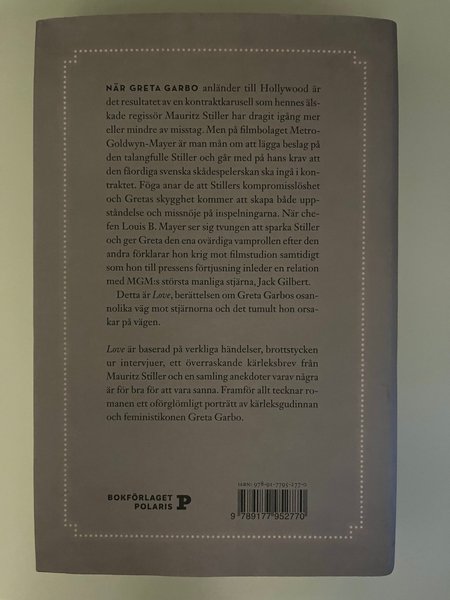 NÄR GRETA GARBO anländer till Hollywood är
det resultatet av en kontraktkarusell som hennes äls-
kade regissör Mauritz Stiller har dragit igång mer
eller mindre av misstag. Men på filmbolaget Metro-
Goldwyn-Mayer är man mån om att lägga beslag på
den talangfulle Stiller och går med på hans krav att
den fåordiga svenska skådespelerskan ska ingå i kon-
traktet. Föga anar de att Stillers kompromisslöshet
och Gretas skygghet kommer att skapa både upp-
ståndelse och missnöje på inspelningarna. När che-
fen Louis B. Mayer ser sig tvungen att sparka Stiller
och ger Greta den ena ovärdiga vamprollen efter den
andra förklarar hon krig mot filmstudion samtidigt
som hon till pressens förtjusning inleder en relation
med MGM:s största manliga stjärna, Jack Gilbert.
Detta är Love, berättelsen om Greta Garbos osan-
nolika väg mot stjärnorna och det tumult hon orsa-
kar på vägen.
Love är baserad på verkliga händelser, brottstycken
ur intervjuer, ett överraskande kärleksbrev från
Mauritz Stiller och en samling anekdoter varav några
är för bra för att vara sanna. Framför allt tecknar ro-
manen ett oförglömligt porträtt av kärleksgudinnan
och feministikonen Greta Garbo.
ISBN: 978-91-7795-277-0
BOKFÖRLAGET
POLARIS P
9 789177 952770